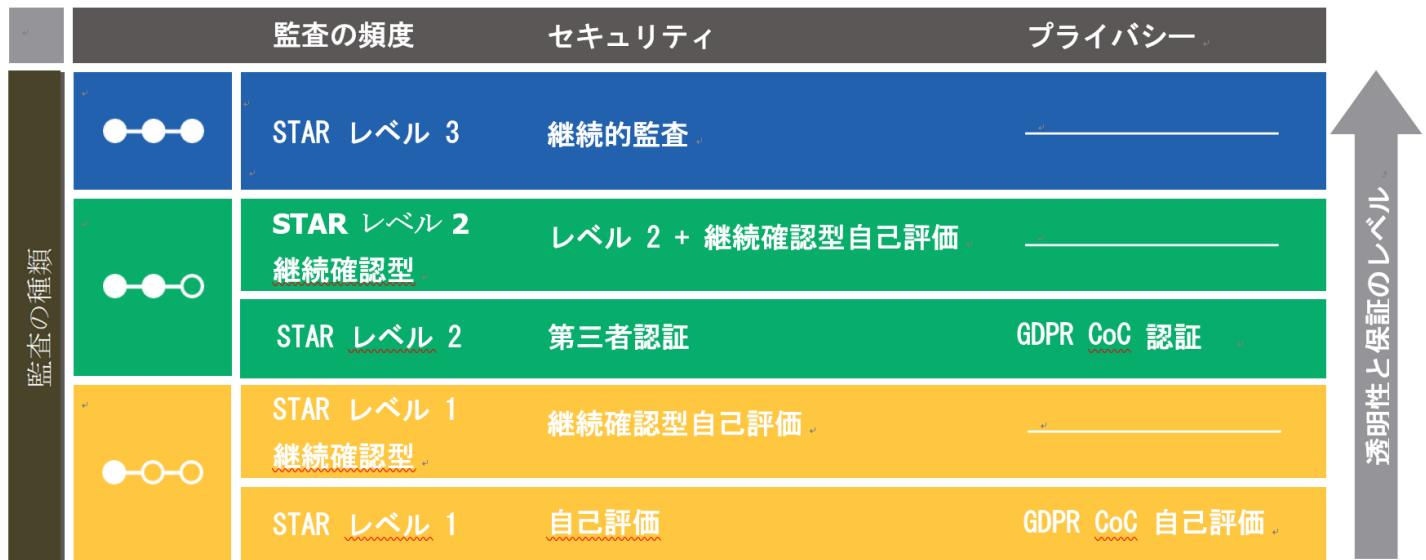 監査の頻度 セキュリティ プライバシー
STAR レベル 3 継続的監査
STAR レベル 2
継続確認型
レベル 2 + 継続確認型自己評価
STAR レベル 2 第三者認証 GDPR CoC 認証
STAR レベル 1
継続確認型
継続確認型自己評価
STAR レベル 1 自己評価 GDPR CoC 自己評価
監査の種類
透明性と保証のレベル